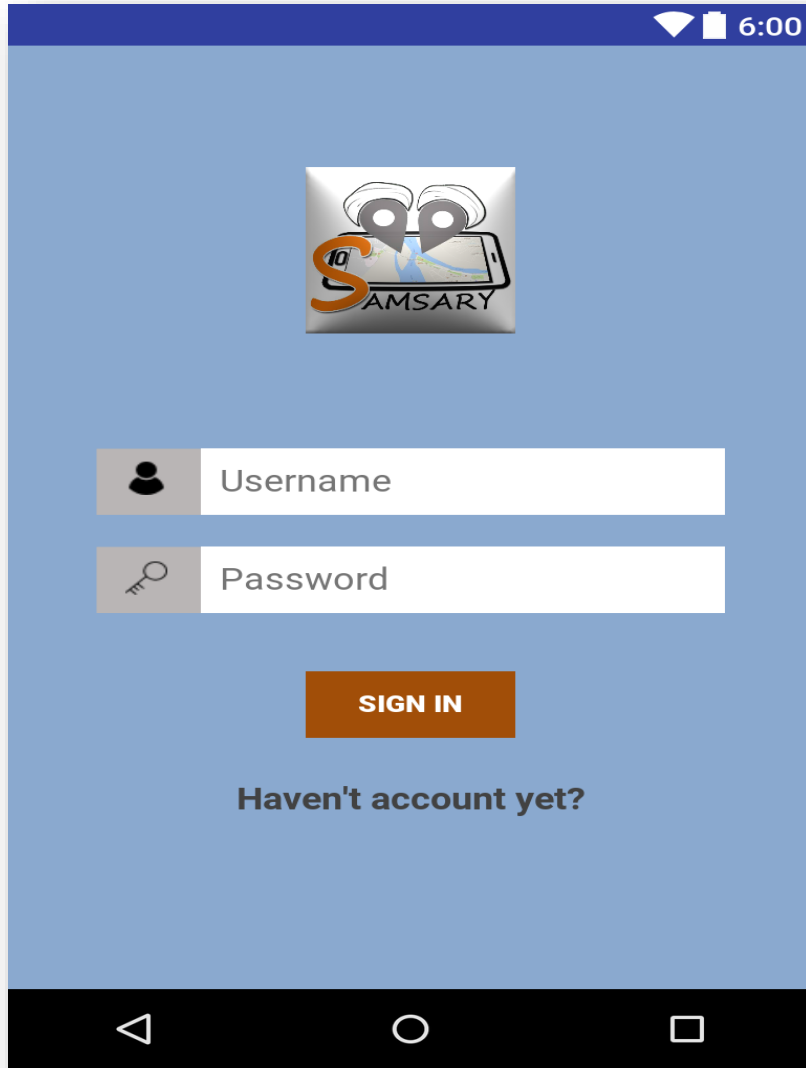 6:00
10
SAMSARY
Username
Password
SIGN IN
Haven't account yet?